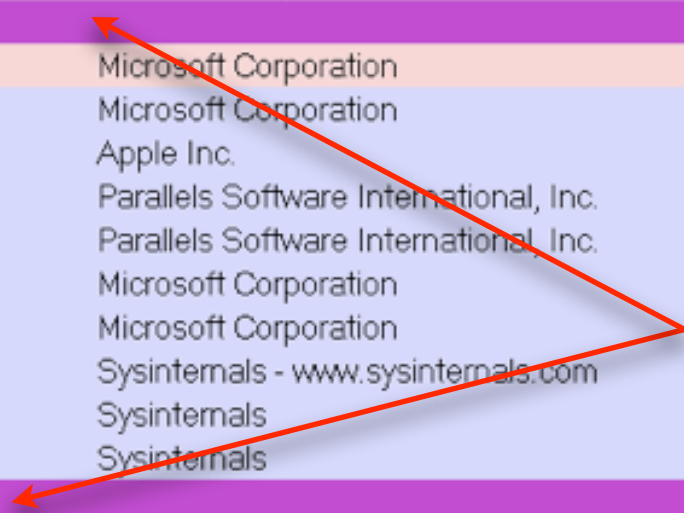 Microsoft Corporation
Microsoft Corporation
Apple Inc.
Parallels Software International, Inc.
Parallels Software International, Inc.
Microsoft Corporation
Microsoft Corporation
Sysinternals - www.sysinternals.com
Sysinternals
Sysinternals